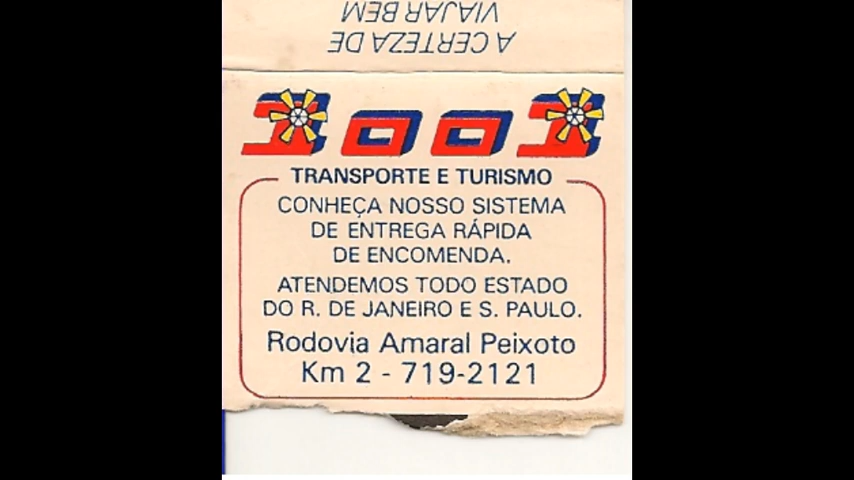 A CERTEZA DE
VIAJAR BEM
1001
TRANSPORTE E TURISMO
CONHEÇA NOSSO SISTEMA
DE ENTREGA RÁPIDA
DE ENCOMENDA.
ATENDEMOS TODO ESTADO
DO R. DE JANEIRO E S. PAULO.
Rodovia Amaral Peixoto
Km 2 - 719-2121